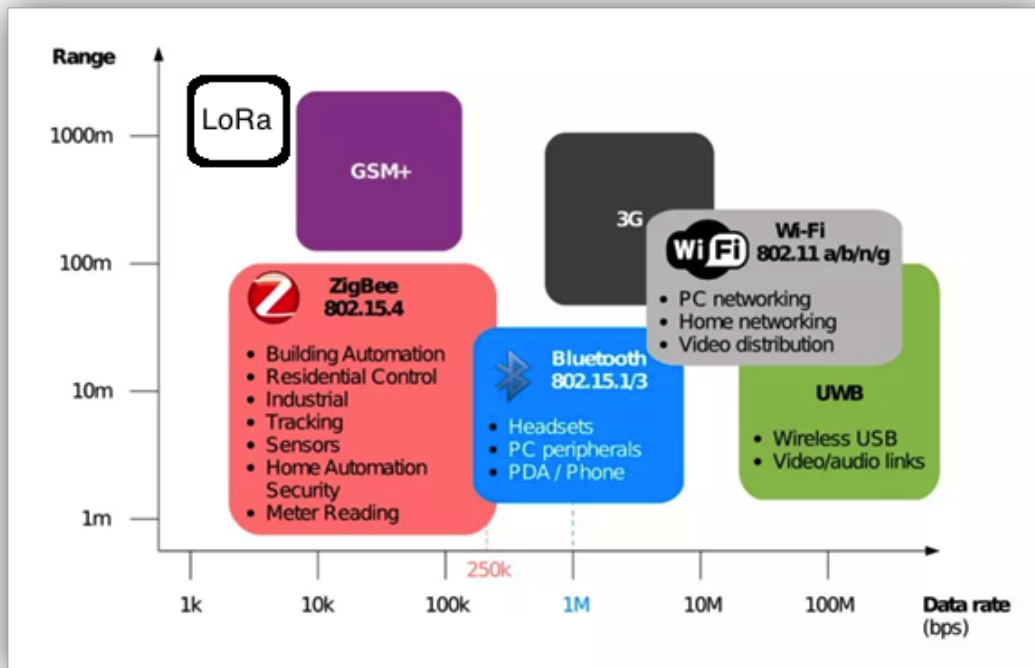 Range
1000m
100m
10m
1m
LoRa
GSM+
3G
Wi Fi
Wi-Fi
802.11 a/b/n/g
• PC networking
• Home networking
• Video distribution
ZigBee
802.15.4
• Building Automation
• Residential Control
• Industrial
• Tracking
• Sensors
• Home Automation
Security
• Meter Reading
Bluetooth
802.15.1/3
• Headsets
• PC peripherals
• PDA / Phone
UWB
• Wireless USB
• Video/audio links
250k
1k
10k
100k
1M
10M
100M
Data rate
(bps)